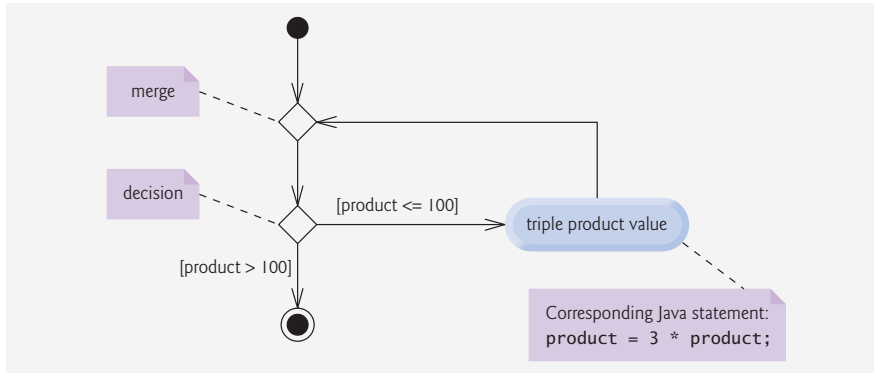 merge
decision
[product <= 100]
triple product value
[product > 100]
Corresponding Java statement:
product = 3 * product;